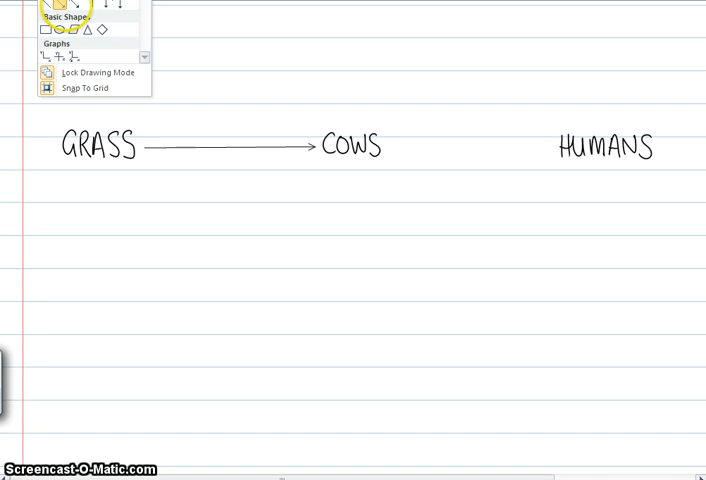 Basic Shapes
Graphs
Lock Drawing Mode
Snap To Grid
GRASS COWS HUMANS
Screencast-O-Matic.com